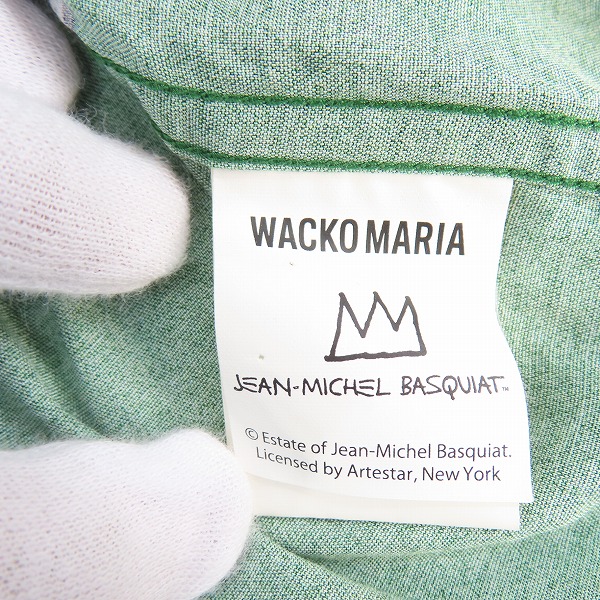 WACKO MARIA
JEAN-MICHEL BASQUIAT™
© Estate of Jean-Michel Basquiat.
Licensed by Artestar, New York